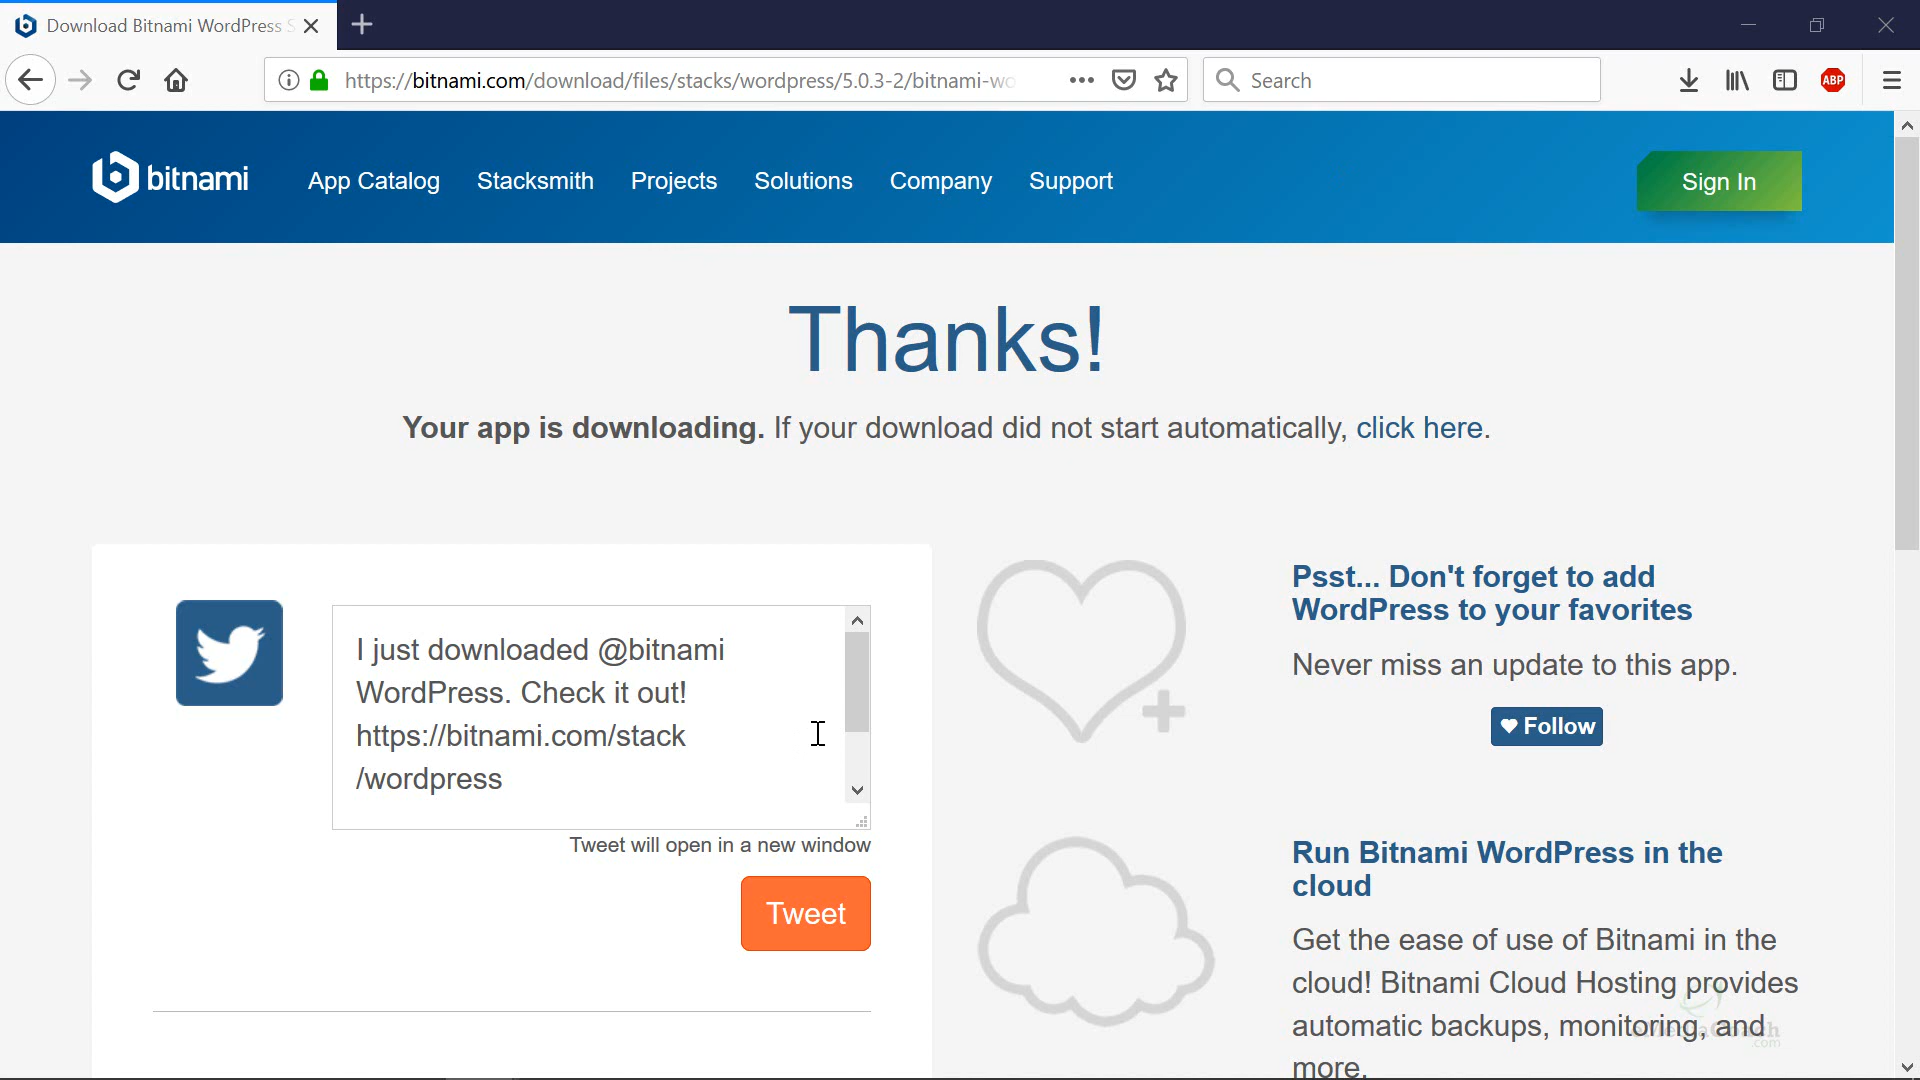 Download Bitnami WordPress S
https://bitnami.com/download/files/stacks/wordpress/5.0.3-2/bitnami-wo
Search
ABP
bitnami
App Catalog
Stacksmith
Projects
Solutions
Company
Support
Sign In
Thanks!
Your app is downloading. If your download did not start automatically, click here.
I just downloaded @bitnami
WordPress. Check it out!
https://bitnami.com/stack
/wordpress
Tweet will open in a new window
Tweet
Psst... Don't forget to add
WordPress to your favorites
Never miss an update to this app.
Follow
Run Bitnami WordPress in the
cloud
Get the ease of use of Bitnami in the
cloud! Bitnami Cloud Hosting provides
automatic backups, monitoring, and
more.
.com